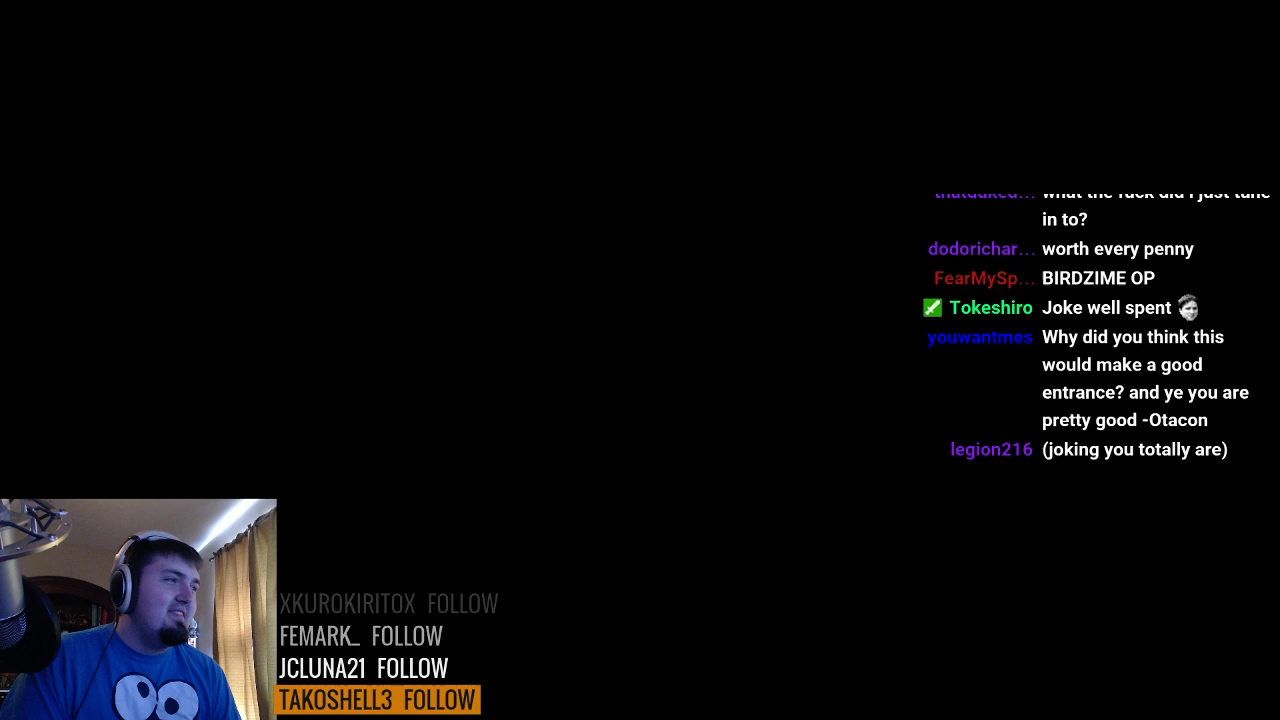 what the fuck did i just tune
in to?
dodorichar... worth every penny
FearMySp... BIRDZIME OP
Tokeshiro Joke well spent
youwantmes Why did you think this
would make a good
entrance? and ye you are
pretty good -Otacon
legion216 (joking you totally are)
XKUROKIRITOX FOLLOW
FEMARK_ FOLLOW
JCLUNA21 FOLLOW
TAKOSHELL3 FOLLOW